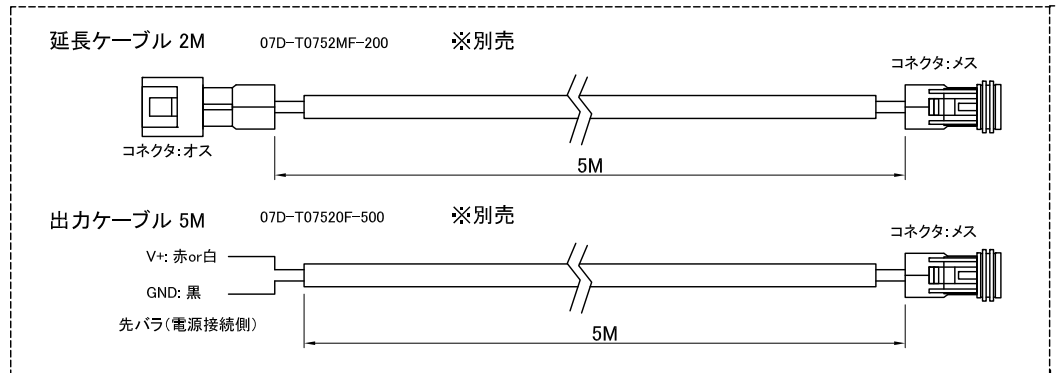 延長ケーブル 2M 07D-T0752MF-200 ※別売
コネクタ:メス
コネクタ:オス
5M
出力ケーブル 5M 07D-T07520F-500 ※別売
コネクタ:メス
V+: 赤or白
GND: 黒
先バラ(電源接続側)
5M